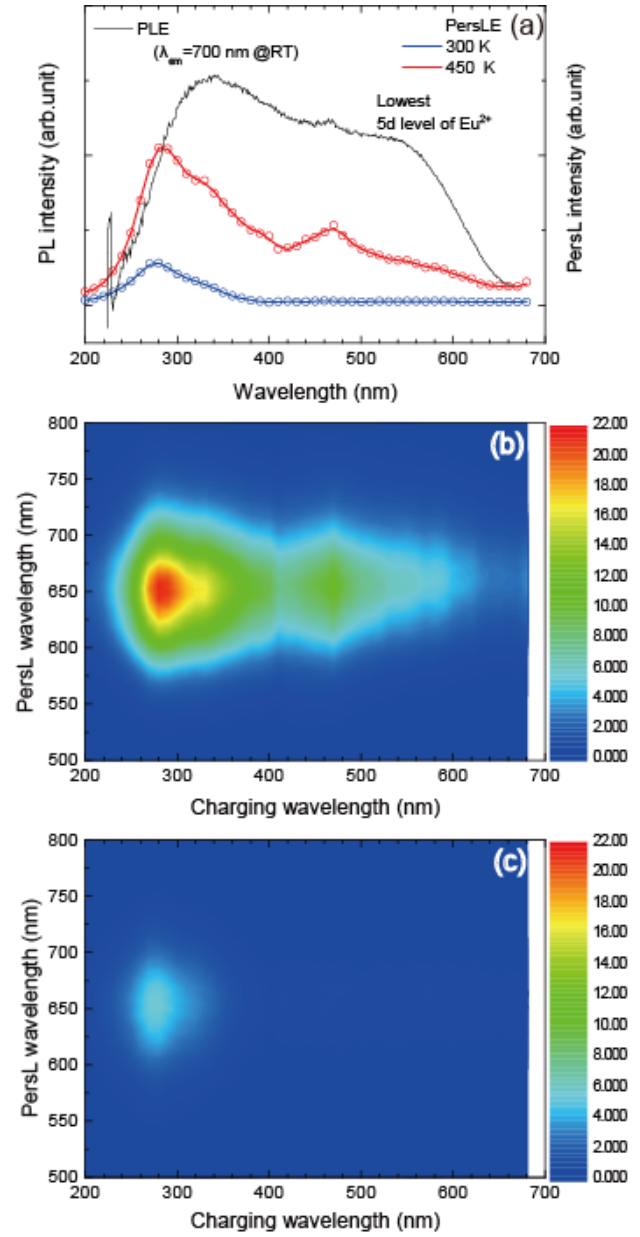 PLE
(λem=700 nm @RT)
PersLE
300 K
450 K
(a)
Lowest
5d level of Eu2+
PL intensity (arb.unit)
PersL intensity (arb.unit)
200 300 400 500 600 700
Wavelength (nm)
(b)
800
750
700
650
600
550
500
PersL wavelength (nm)
200 300 400 500 600 700
Charging wavelength (nm)
22.00
20.00
18.00
16.00
14.00
12.00
10.00
8.000
6.000
4.000
2.000
0.000
(c)
800
750
700
650
600
550
500
PersL wavelength (nm)
200 300 400 500 600 700
Charging wavelength (nm)
22.00
20.00
18.00
16.00
14.00
12.00
10.00
8.000
6.000
4.000
2.000
0.000